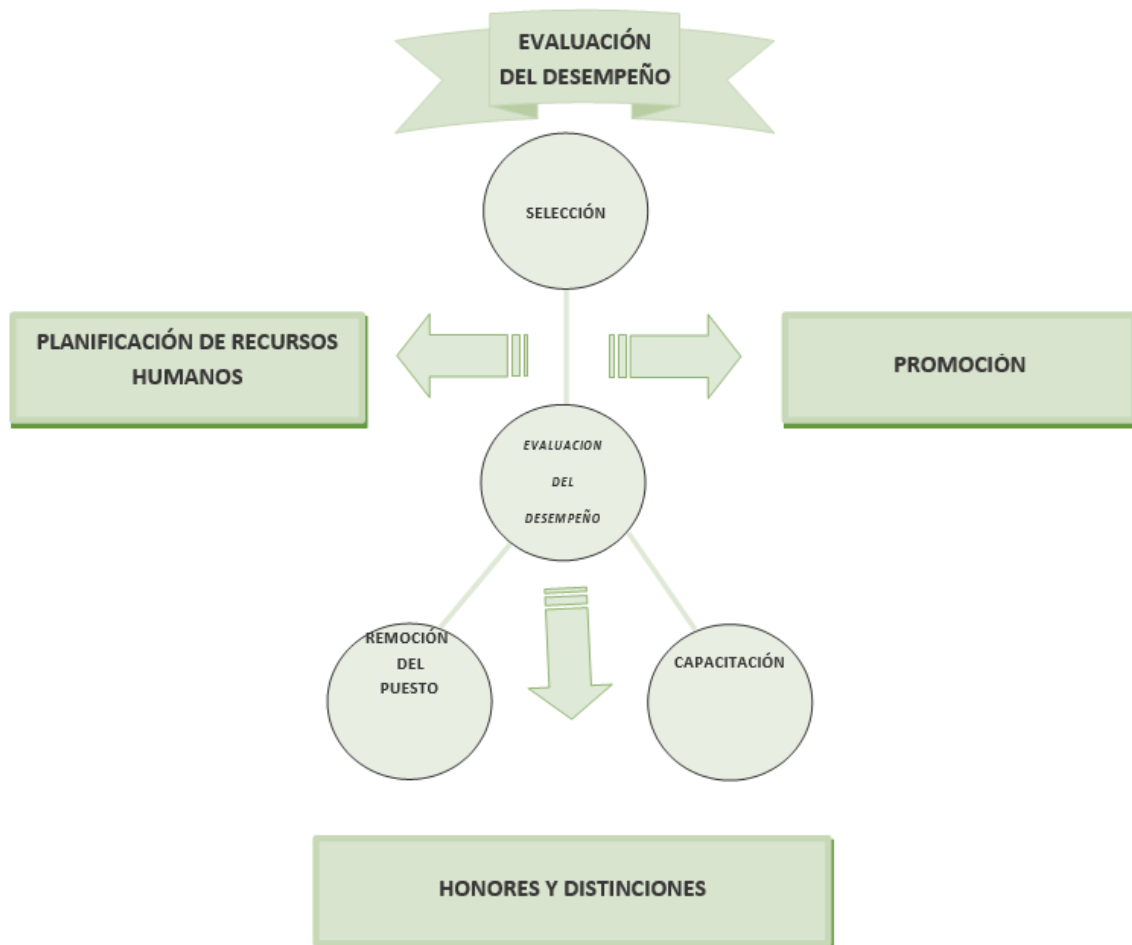 EVALUACIÓN
DEL DESEMPEÑO
SELECCIÓN
PLANIFICACIÓN DE RECURSOS
HUMANOS
PROMOCIÓN
EVALUACION
DEL
DESEMPEÑO
REMOCIÓN
DEL
PUESTO
CAPACITACIÓN
HONORES Y DISTINCIONES